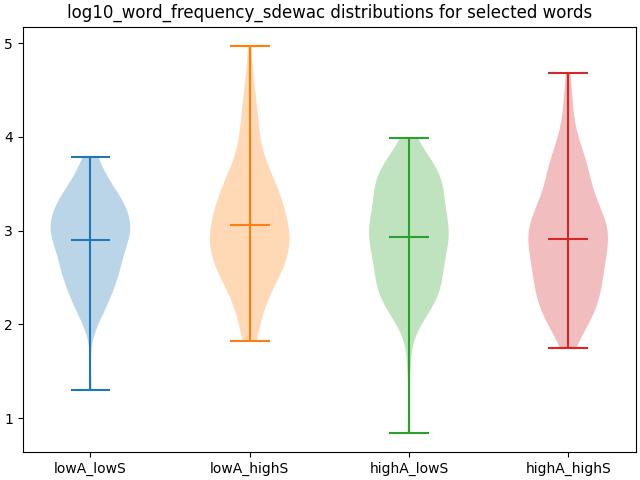 log10_word_frequency_sdewac distributions for selected words
5
4
3
2
1
lowA_lowS lowA_highS highA_lowS highA_highS